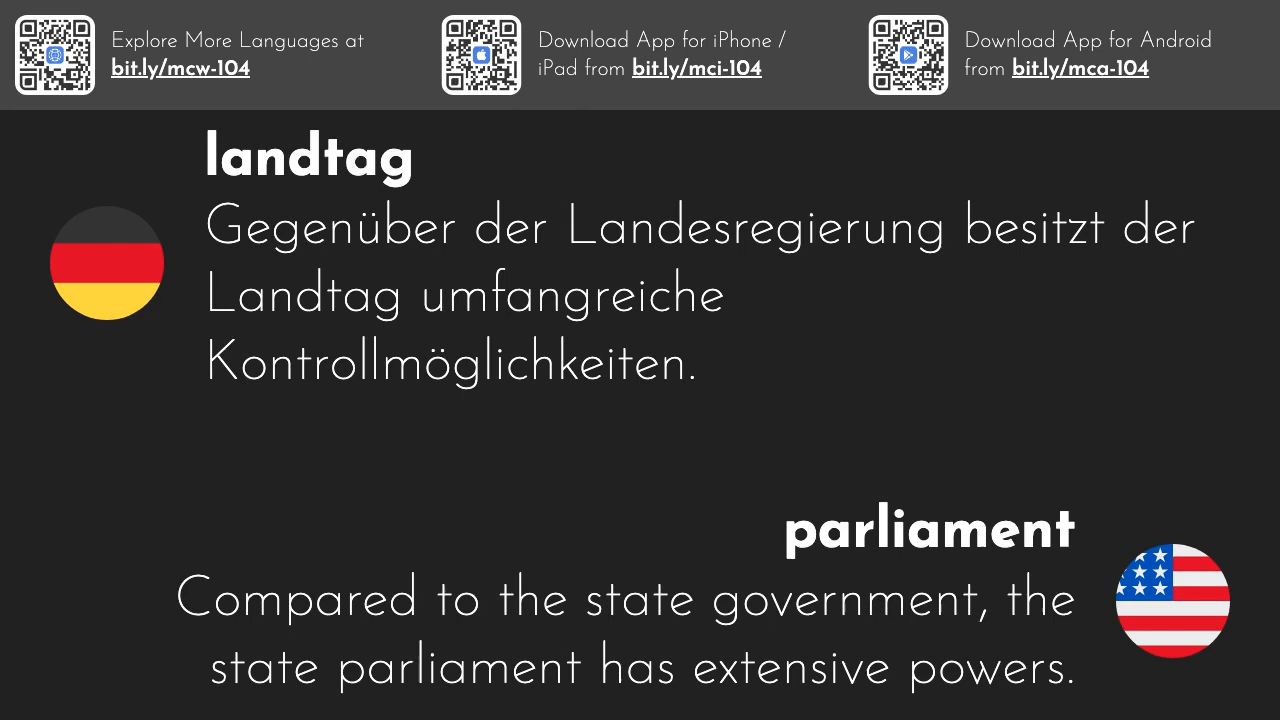 Explore More Languages at
bit.ly/mcw-104
Download App for iPhone /
iPad from bit.ly/mci-104
Download App for Android
from bit.ly/mca-104
landtag
Gegenüber der Landesregierung besitzt der
Landtag umfangreiche
Kontrollmöglichkeiten.
parliament
Compared to the state government, the
state parliament has extensive powers.